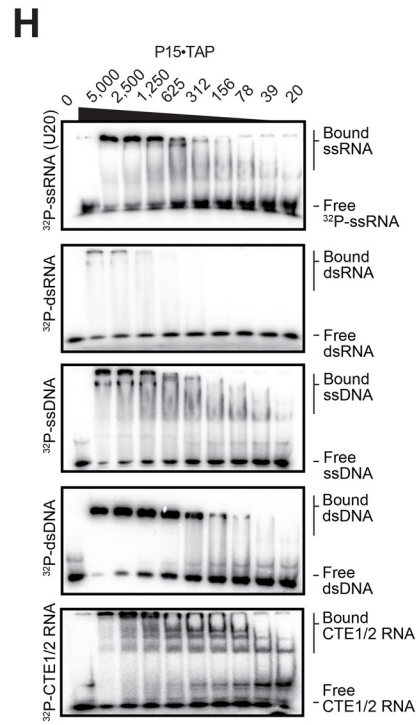 H
P15•TAP
0 5,000 2,500 1,250 625 312 156 78 39 20
32P-ssRNA (U20)
Bound
ssRNA
Free
32P-ssRNA
32P-dsRNA
Bound
dsRNA
Free
dsRNA
32P-ssDNA
Bound
ssDNA
Free
ssDNA
32P-dsDNA
Bound
dsDNA
Free
dsDNA
32P-CTE1/2 RNA
Bound
CTE1/2 RNA
Free
CTE1/2 RNA